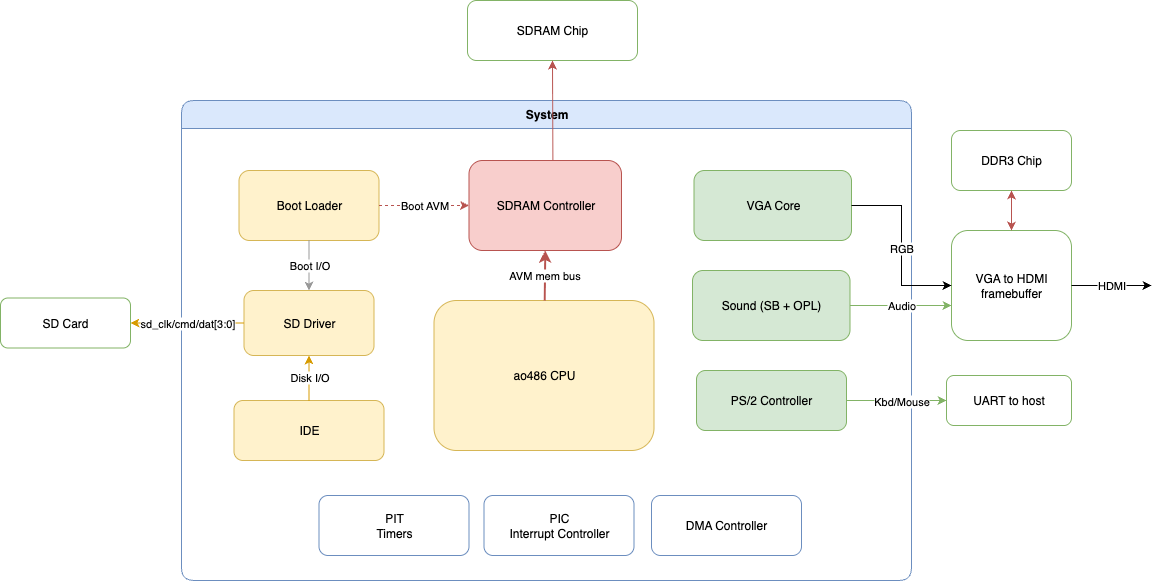 SDRAM Chip
System
DDR3 Chip
Boot Loader
Boot AVM
SDRAM Controller
VGA Core
RGB
Boot I/O
AVM mem bus
VGA to HDMI
framebuffer
HDMI
SD Card
sd_clk/cmd/dat[3:0]
SD Driver
Sound (SB + OPL)
Audio
Disk I/O
ao486 CPU
IDE
PS/2 Controller
Kbd/Mouse
UART to host
PIT
Timers
PIC
Interrupt Controller
DMA Controller